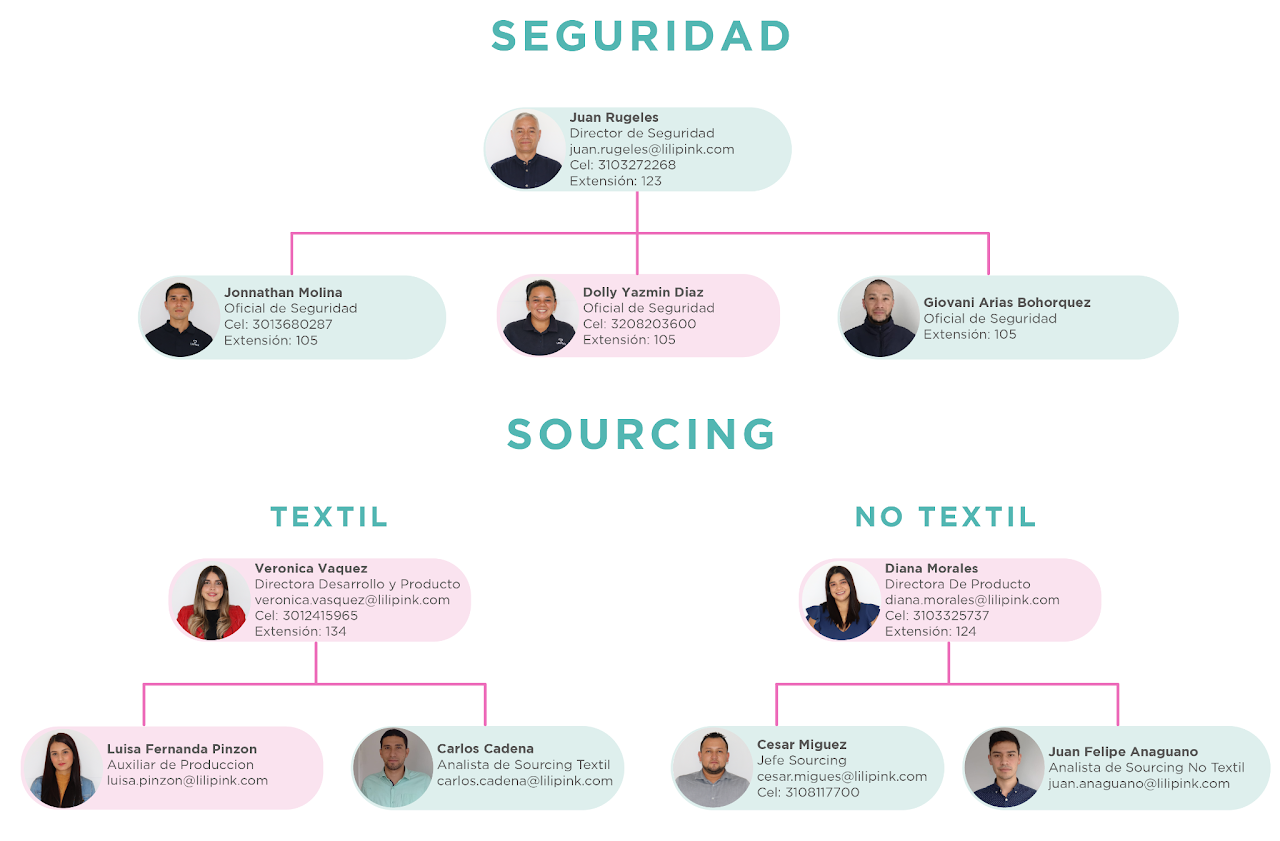 SEGURIDAD
Juan Rugeles
Director de Seguridad
juan.rugeles@lilipink.com
Cel: 3103272268
Extensión: 123
Jonnathan Molina
Oficial de Seguridad
Cel: 3013680287
Extensión: 105
Dolly Yazmin Diaz
Oficial de Seguridad
Cel: 3208203600
Extensión: 105
Giovani Arias Bohorquez
Oficial de Seguridad
Extensión: 105
SOURCING
TEXTIL
Veronica Vaquez
Directora Desarrollo y Producto
veronica.vasquez@lilipink.com
Cel: 3012415965
Extensión: 134
Luisa Fernanda Pinzon
Auxiliar de Produccion
luisa.pinzon@lilipink.com
Carlos Cadena
Analista de Sourcing Textil
carlos.cadena@lilipink.com
NO TEXTIL
Diana Morales
Directora De Producto
diana.morales@lilipink.com
Cel: 3103325737
Extensión: 124
Cesar Miguez
Jefe Sourcing
cesar.migues@lilipink.com
Cel: 3108117700
Juan Felipe Anaguano
Analista de Sourcing No Textil
juan.anaguano@lilipink.com